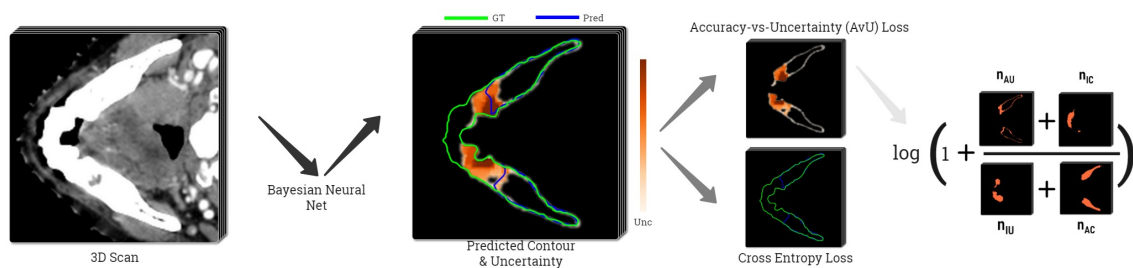 GT Pred
Accuracy-vs-Uncertainty (AvU) Loss
3D Scan
Bayesian Neural
Net
Predicted Contour
& Uncertainty
Unc
Cross Entropy Loss
log ( 1 + )
n_AU + n_IC
n_IU + n_AC